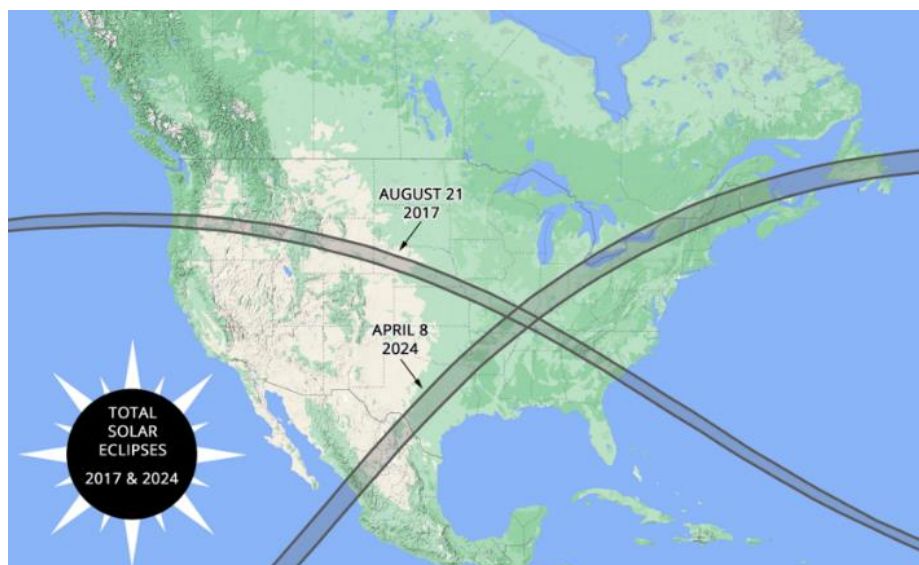 AUGUST 21
2017
APRIL 8
2024
TOTAL
SOLAR
ECLIPSES
2017 & 2024